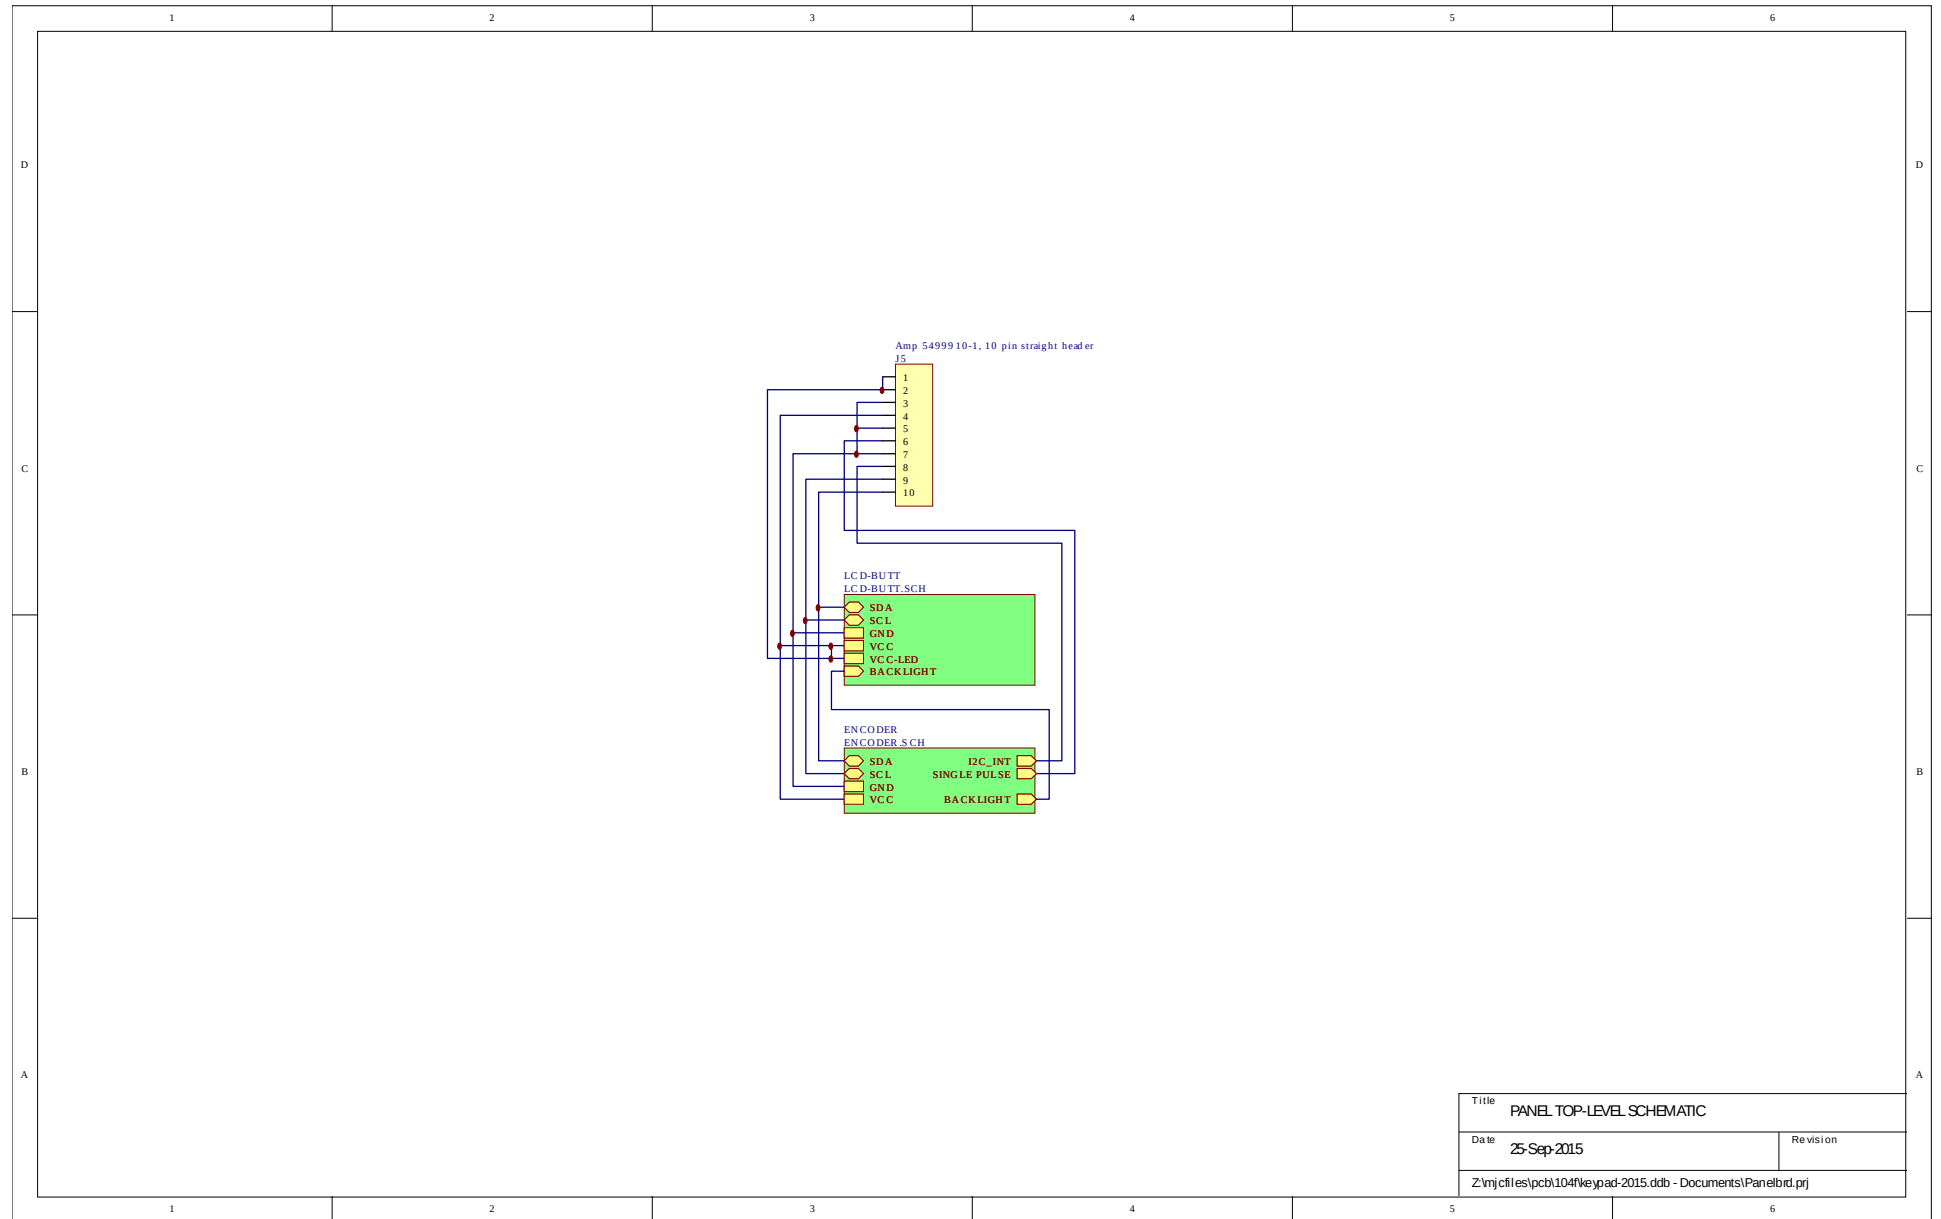 1 2 3 4 5 6
D D
Amp 5499910-1, 10 pin straight header
J5
1
2
3
4
5
6
7
8
9
10
C C
LCD-BUTT
LCD-BUTT.SCH
SDA
SCL
GND
VCC
VCC-LED
BACKLIGHT
ENCODER
ENCODER.SCH
SDA I2C_INT
SCL SINGLE PULSE
GND
VCC BACKLIGHT
B B
A A
Title PANEL TOP-LEVEL SCHEMATIC
Date 25-Sep-2015 Revision
Z:\mjcfiles\pcb\104f\keypad-2015.ddb - Documents\Panelbrd.prj
1 2 3 4 5 6